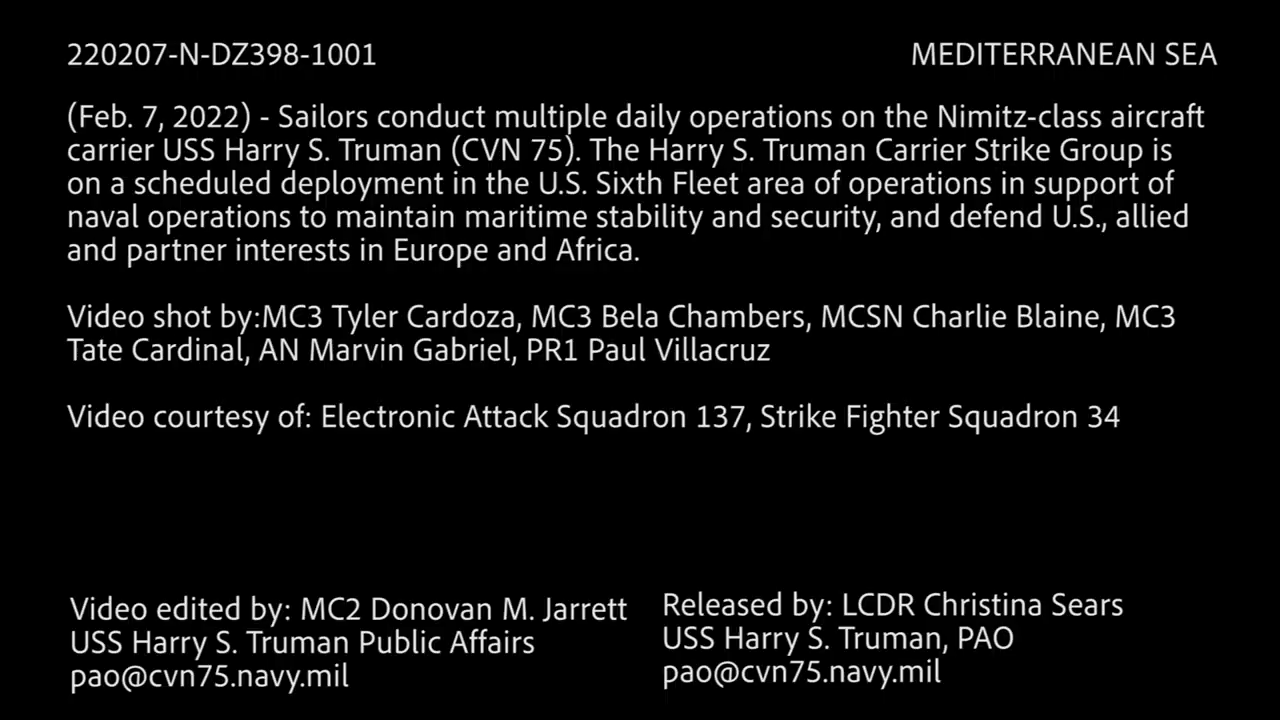 220207-N-DZ398-1001
MEDITERRANEAN SEA
(Feb. 7, 2022) - Sailors conduct multiple daily operations on the Nimitz-class aircraft
carrier USS Harry S. Truman (CVN 75). The Harry S. Truman Carrier Strike Group is
on a scheduled deployment in the U.S. Sixth Fleet area of operations in support of
naval operations to maintain maritime stability and security, and defend U.S., allied
and partner interests in Europe and Africa.
Video shot by:MC3 Tyler Cardoza, MC3 Bela Chambers, MCSN Charlie Blaine, MC3
Tate Cardinal, AN Marvin Gabriel, PR1 Paul Villacruz
Video courtesy of: Electronic Attack Squadron 137, Strike Fighter Squadron 34
Video edited by: MC2 Donovan M. Jarrett
USS Harry S. Truman Public Affairs
pao@cvn75.navy.mil
Released by: LCDR Christina Sears
USS Harry S. Truman, PAO
pao@cvn75.navy.mil